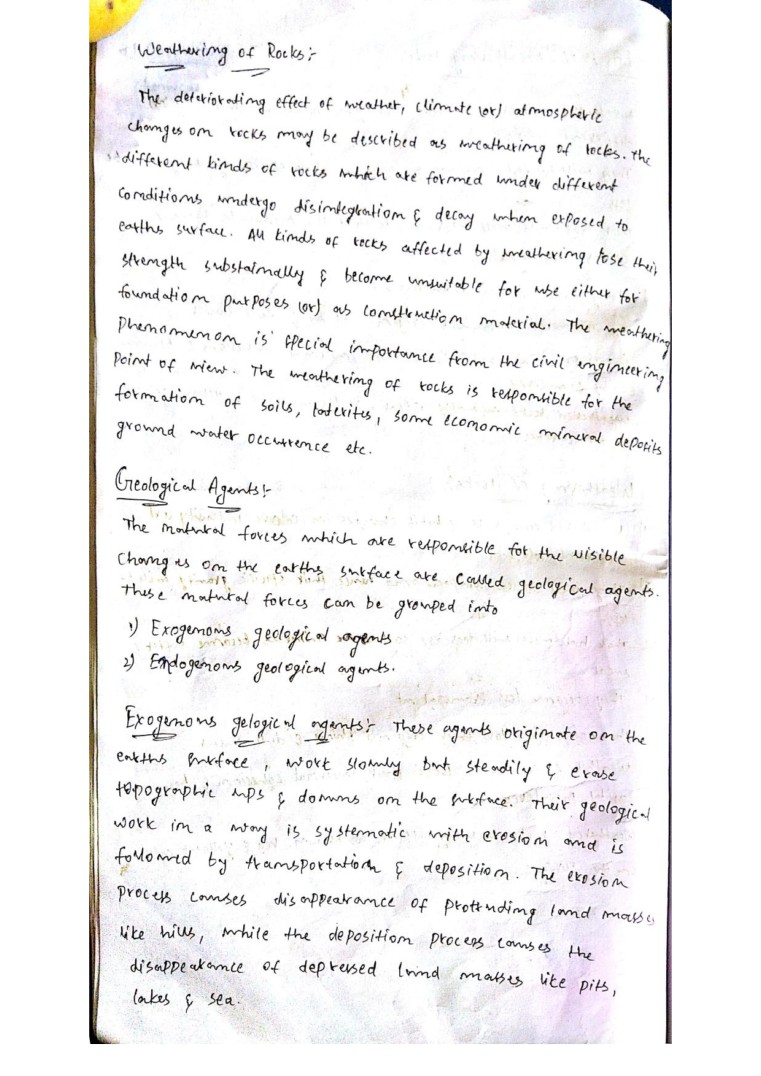 Weathering of Rocks:-
The deteriorating effect of weather, climate (or) atmospheric
changes on rocks may be described as weathering of rocks. The
different kinds of rocks which are formed under different
conditions undergo disintegration & decay when exposed to
earths surface. All kinds of rocks affected by weathering lose their
strength substainally & become unsuitable for use either for
foundation purposes (or) as construction material. The weathering
phenomenon is special importance from the civil engineering
point of view. The weathering of rocks is responsible for the
formation of soils, laterites, some economic mineral deposits
ground water occurrence etc.
Geological Agents:-
The natural forces which are responsible for the visible
changes on the earths surface are called geological agents.
These natural forces can be grouped into
1) Exogenous geological agents
2) Endogenous geological agents.
Exogenous gelogical agents:- These agents originate on the
earths surface, work slowly but steadily & erase
topographic ups & downs on the surface. Their geological
work in a way is systematic with erosion and is
followed by transportation & deposition. The erosion
process causes disappearance of protruding land masses
like hills, while the deposition process causes the
disappearance of depressed land masses like pits,
lakes & sea.